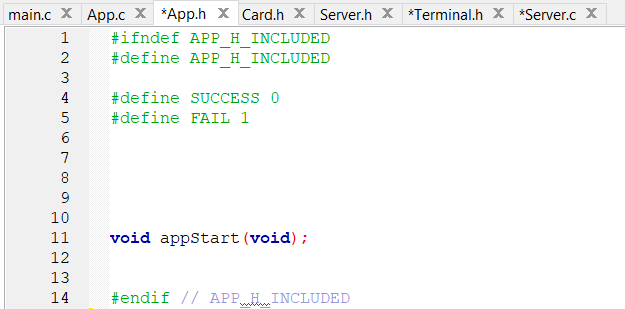 main.c X App.c X *App.h X Card.h X Server.h X *Terminal.h X *Server.c X
1 #ifndef APP_H_INCLUDED
2 #define APP_H_INCLUDED
3
4 #define SUCCESS 0
5 #define FAIL 1
6
7
8
9
10
11 void appStart(void);
12
13
14 #endif // APP_H_INCLUDED